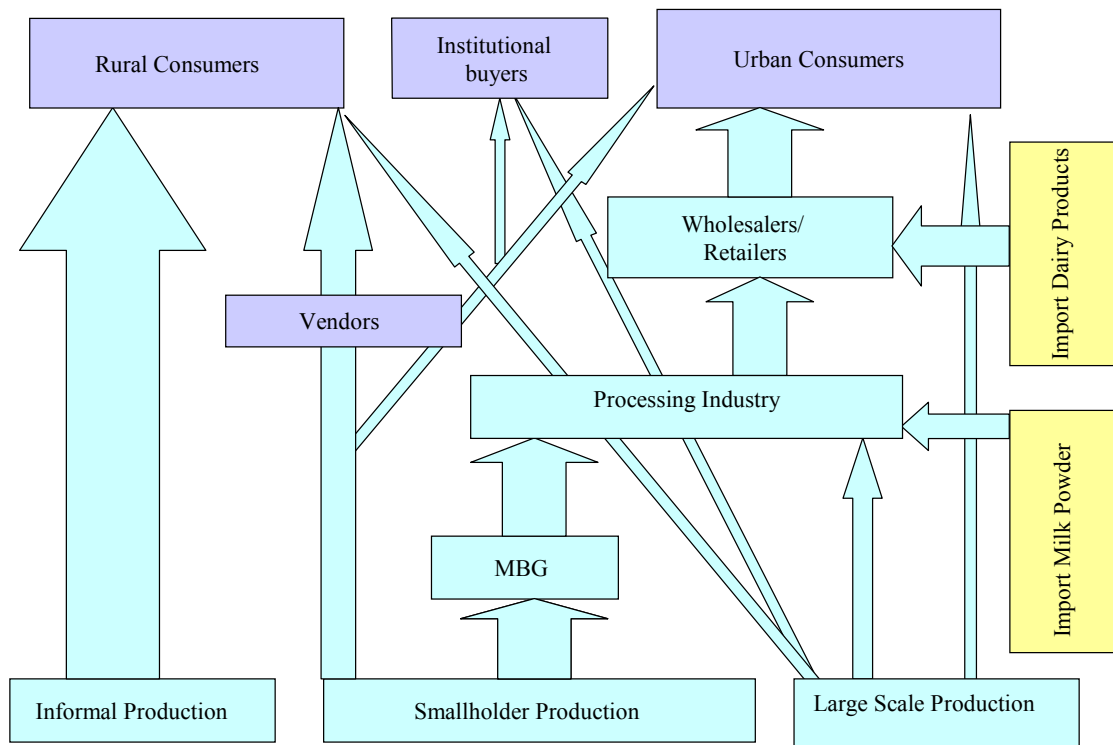 Rural Consumers
Institutional
buyers
Urban Consumers
Import Dairy Products
Wholesalers/
Retailers
Vendors
Processing Industry
Import Milk Powder
MBG
Informal Production
Smallholder Production
Large Scale Production